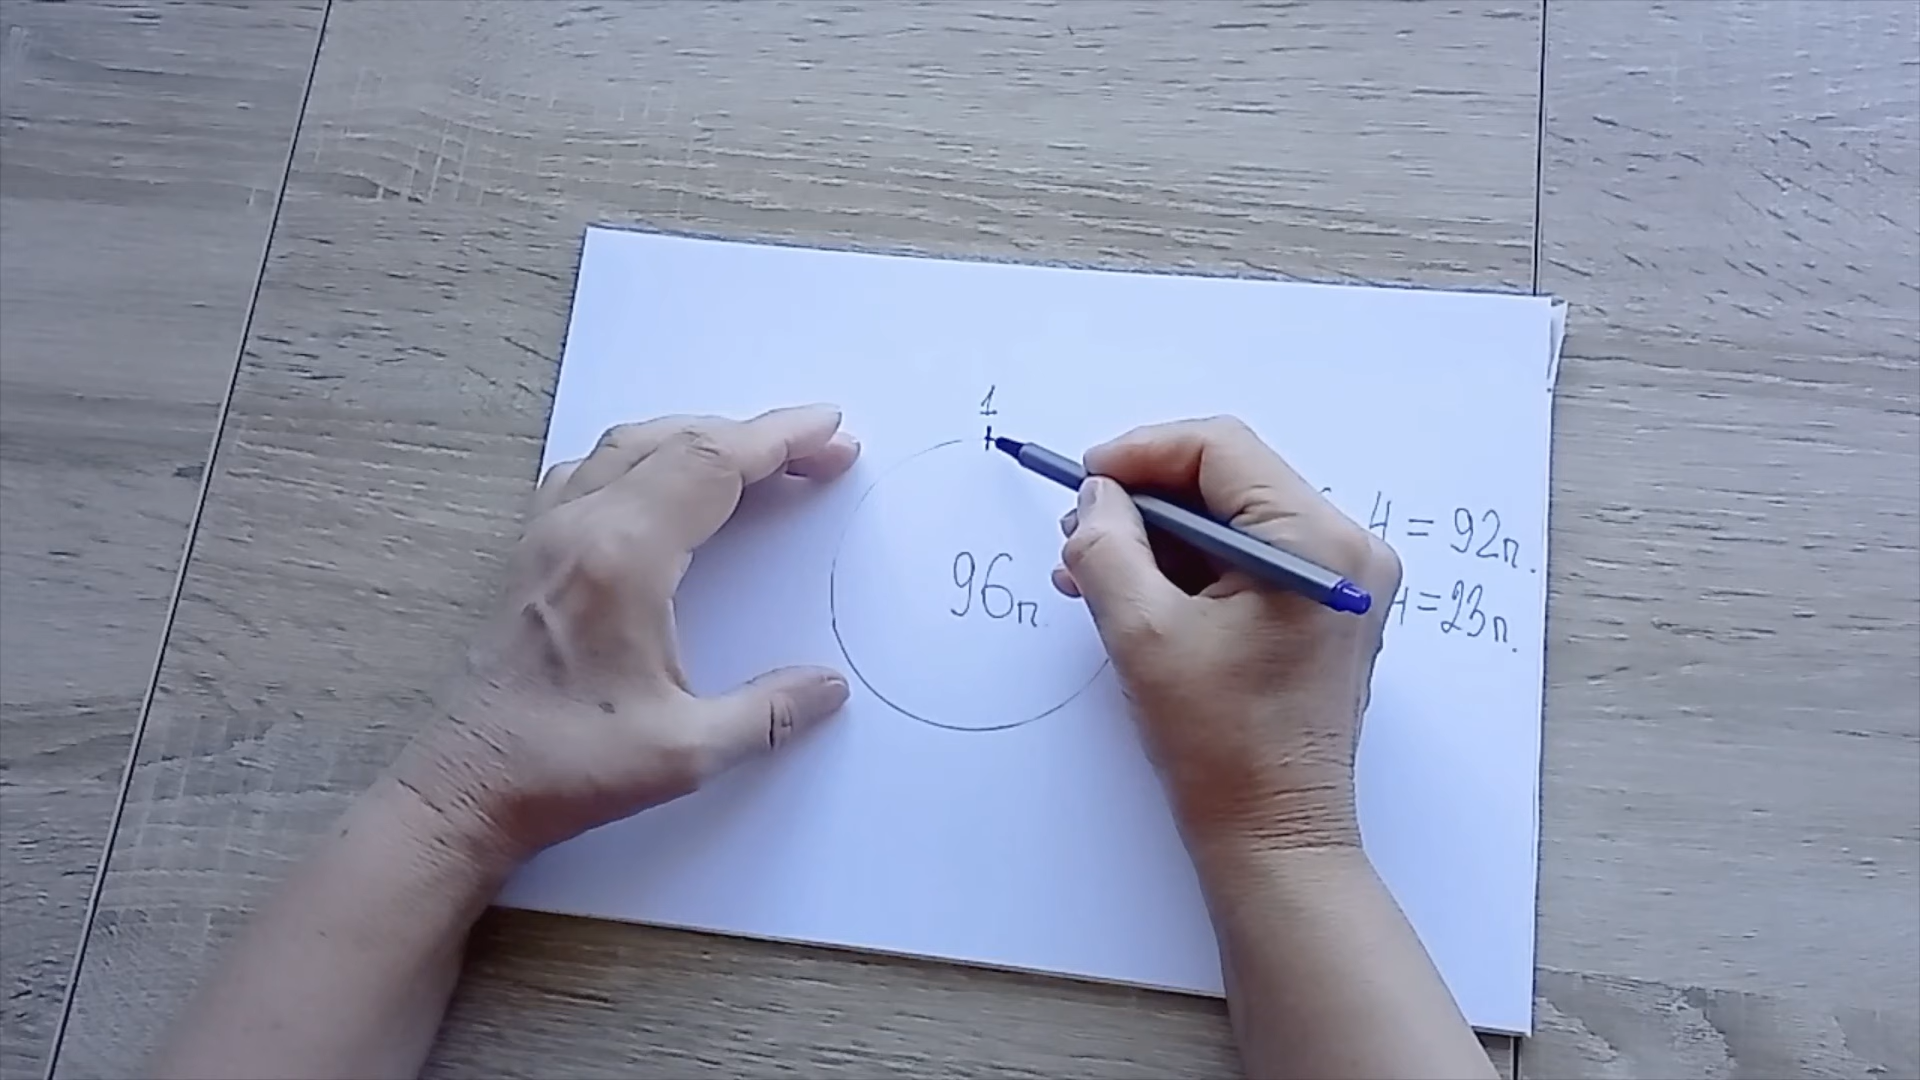 1
96п.
4 = 92п.
4 = 23п.